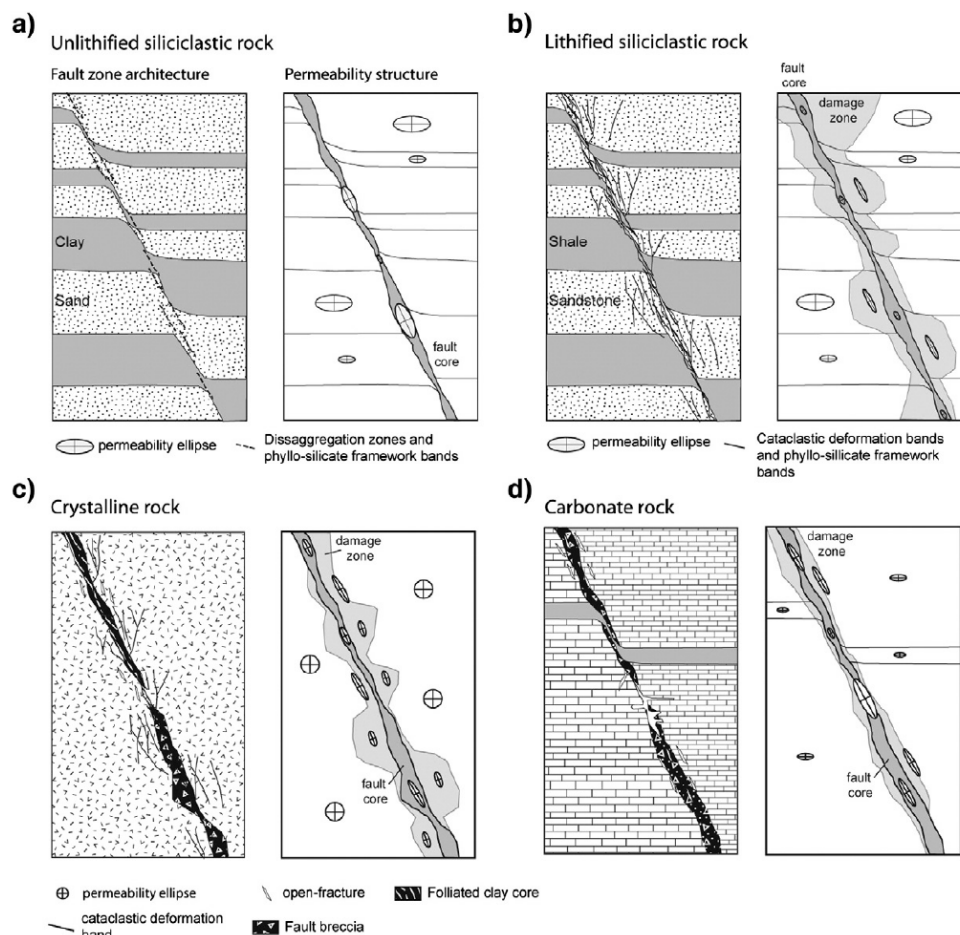 a)
Unlithified siliciclastic rock
Fault zone architecture
Permeability structure
Clay
Sand
fault
core
permeability ellipse
Dissaggregation zones and
phyllo-silicate framework
bands
b)
Lithified siliciclastic rock
fault
core
damage
zone
Shale
Sandstone
permeability ellipse
Cataclastic deformation bands
and phyllo-silicate framework
bands
c)
Crystalline rock
damage
zone
fault
core
d)
Carbonate rock
damage
zone
fault
core
permeability ellipse
open-fracture
Foliated clay core
cataclastic deformation
Fault breccia